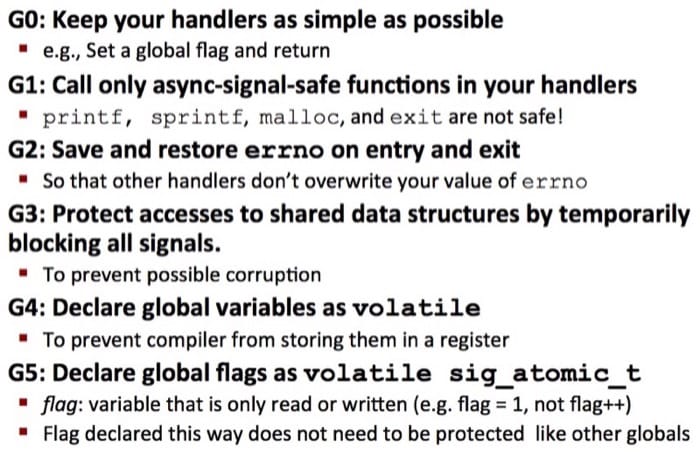 G0: Keep your handlers as simple as possible
▪ e.g., Set a global flag and return
G1: Call only async-signal-safe functions in your handlers
▪ printf, sprintf, malloc, and exit are not safe!
G2: Save and restore errno on entry and exit
▪ So that other handlers don't overwrite your value of errno
G3: Protect accesses to shared data structures by temporarily
blocking all signals.
▪ To prevent possible corruption
G4: Declare global variables as volatile
▪ To prevent compiler from storing them in a register
G5: Declare global flags as volatile sig_atomic_t
▪ flag: variable that is only read or written (e.g. flag = 1, not flag++)
▪ Flag declared this way does not need to be protected like other globals